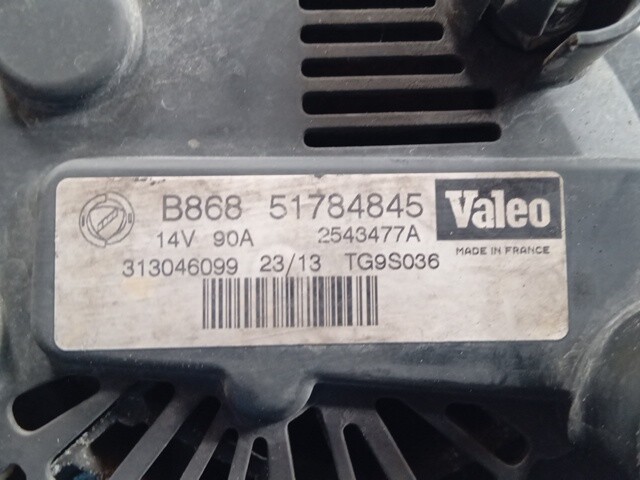 B868 51784845 Valeo
14V 90A 2543477A MADE IN FRANCE
313046099 23/13 TG9S036